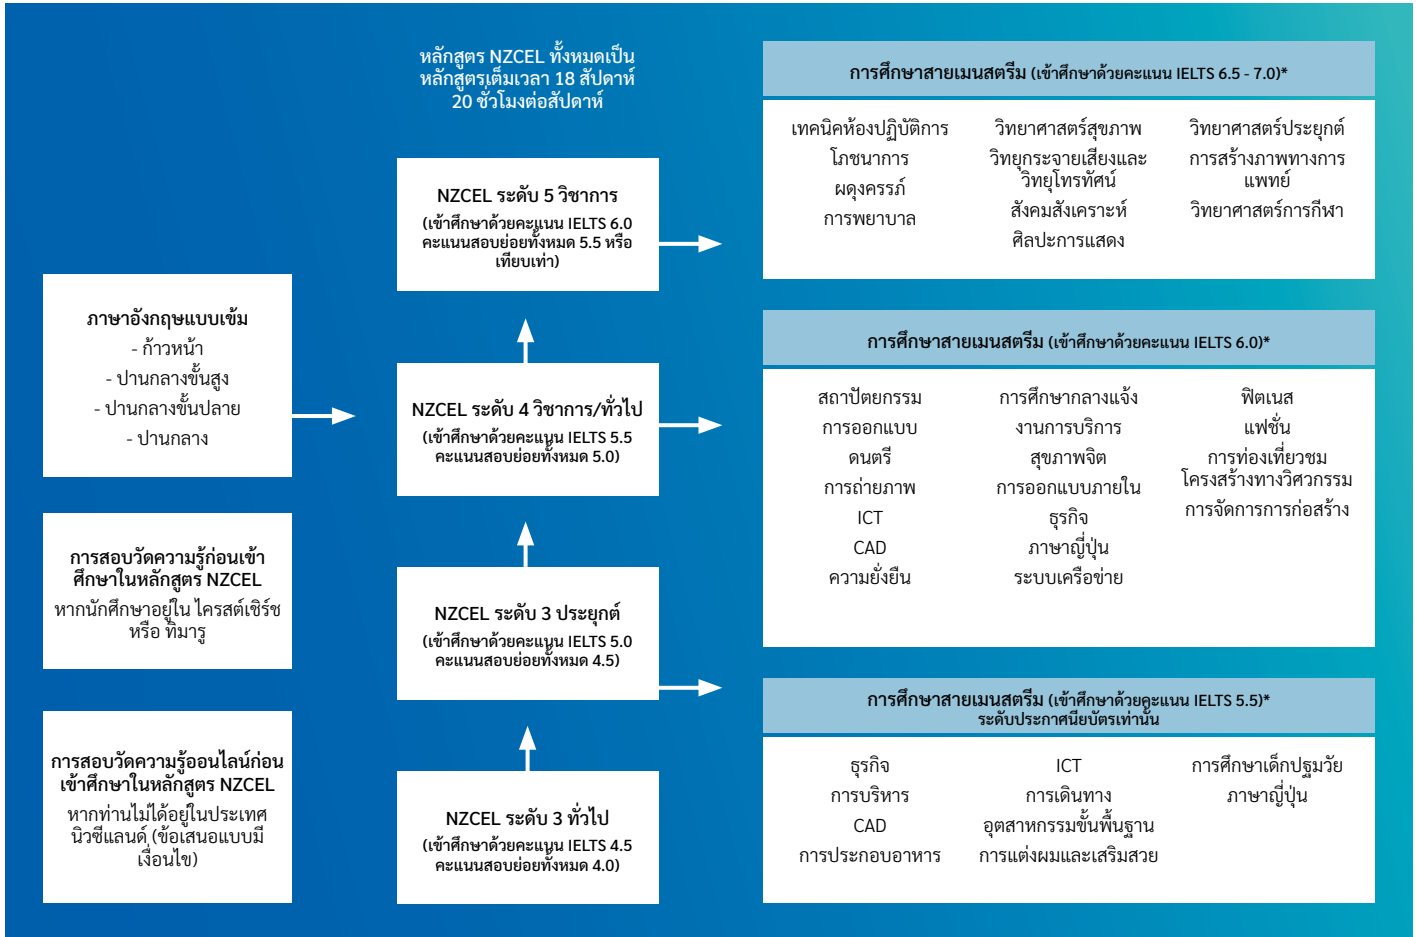 หลักสูตร NZCEL ทั้งหมดเป็น
หลักสูตรเต็มเวลา 18 สัปดาห์
20 ชั่วโมงต่อสัปดาห์
ภาษาอังกฤษแบบเข้ม
- ก้าวหน้า
- ปานกลางขั้นสูง
- ปานกลางขั้นปลาย
- ปานกลาง
การสอบวัดความรู้ก่อนเข้า
ศึกษาในหลักสูตร NZCEL
หากนักศึกษาอยู่ใน ไครสต์เชิร์ช
หรือ ทิมารู
การสอบวัดความรู้ออนไลน์ก่อน
เข้าศึกษาในหลักสูตร NZCEL
หากท่านไม่ได้อยู่ในประเทศ
นิวซีแลนด์ (ข้อเสนอแบบมี
เงื่อนไข)
NZCEL ระดับ 5 วิชาการ
(เข้าศึกษาด้วยคะแนน IELTS 6.0
คะแนนสอบย่อยทั้งหมด 5.5 หรือ
เทียบเท่า)
NZCEL ระดับ 4 วิชาการ/ทั่วไป
(เข้าศึกษาด้วยคะแนน IELTS 5.5
คะแนนสอบย่อยทั้งหมด 5.0)
NZCEL ระดับ 3 ประยุกต์
(เข้าศึกษาด้วยคะแนน IELTS 5.0
คะแนนสอบย่อยทั้งหมด 4.5)
NZCEL ระดับ 3 ทั่วไป
(เข้าศึกษาด้วยคะแนน IELTS 4.5
คะแนนสอบย่อยทั้งหมด 4.0)
การศึกษาสายเมนสตรีม (เข้าศึกษาด้วยคะแนน IELTS 6.5 - 7.0)*
เทคนิคห้องปฏิบัติการ
โภชนาการ
ผดุงครรภ์
การพยาบาล
วิทยาศาสตร์สุขภาพ
วิทยุกระจายเสียงและ
วิทยุโทรทัศน์
สังคมสังเคราะห์
ศิลปะการแสดง
วิทยาศาสตร์ประยุกต์
การสร้างภาพทางการ
แพทย์
วิทยาศาสตร์การกีฬา
การศึกษาสายเมนสตรีม (เข้าศึกษาด้วยคะแนน IELTS 6.0)*
สถาปัตยกรรม
การออกแบบ
ดนตรี
การถ่ายภาพ
ICT
CAD
ความยั่งยืน
การศึกษากลางแจ้ง
งานการบริการ
สุขภาพจิต
การออกแบบภายใน
ธุรกิจ
ภาษาญี่ปุ่น
ระบบเครือข่าย
ฟิตเนส
แฟชั่น
การท่องเที่ยวชม
โครงสร้างทางวิศวกรรม
การจัดการการก่อสร้าง
การศึกษาสายเมนสตรีม (เข้าศึกษาด้วยคะแนน IELTS 5.5)*
ระดับประกาศนียบัตรเท่านั้น
ธุรกิจ
การบริหาร
CAD
การประกอบอาหาร
ICT
การเดินทาง
อุตสาหกรรมขั้นพื้นฐาน
การแต่งผมและเสริมสวย
การศึกษาเด็กปฐมวัย
ภาษาญี่ปุ่น